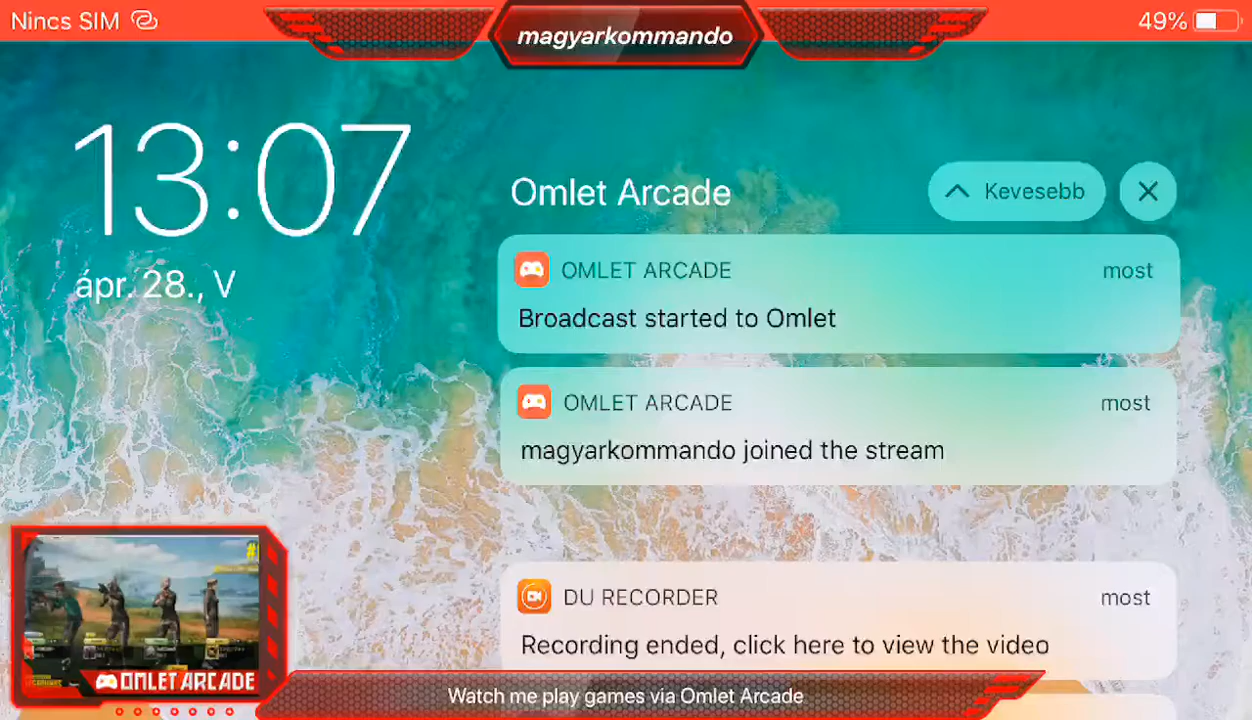 Nincs SIM
magyarkommando
49%
13:07
ápr. 28., V
Omlet Arcade
Kevesebb
OMLET ARCADE
most
Broadcast started to Omlet
OMLET ARCADE
most
magyarkommando joined the stream
DU RECORDER
most
Recording ended, click here to view the video
#
OMLET ARCADE
Watch me play games via Omlet Arcade